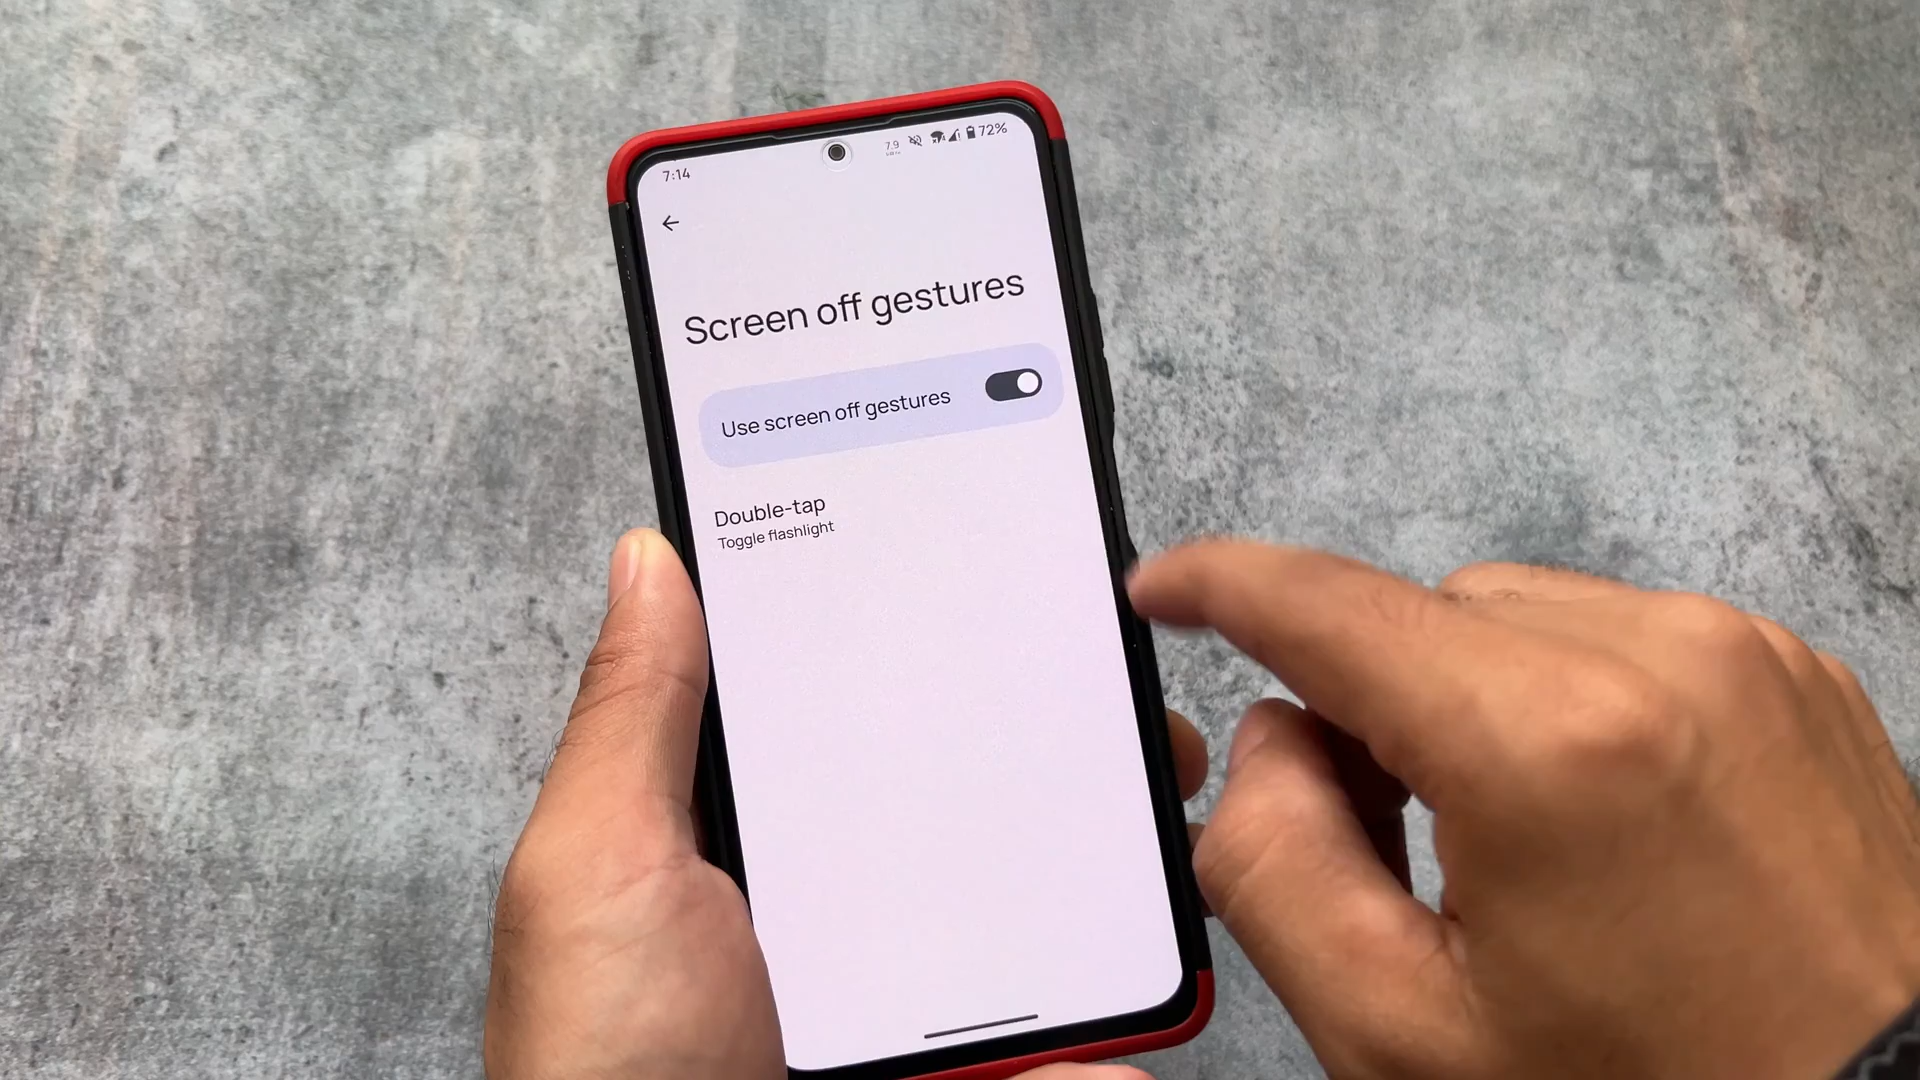 7:14
7.9
72%
Screen off gestures
Use screen off gestures
Double-tap
Toggle flashlight